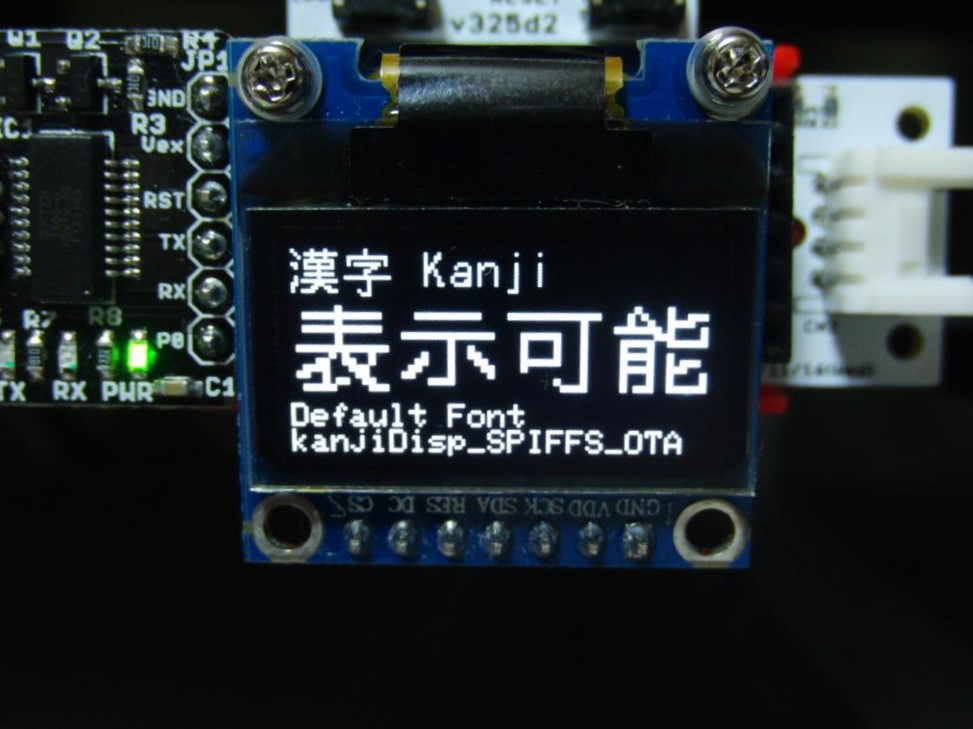 v325d2
Q1 Q2 R4
JP1
GND
R3
Vex
RST
TX
RX
P0
R7 R8
TX RX PWR C1
漢字 Kanji
表示可能
Default Font
kanjiDisp_SPIFFS_OTA
CS DC RES SDA SCK VDD GND